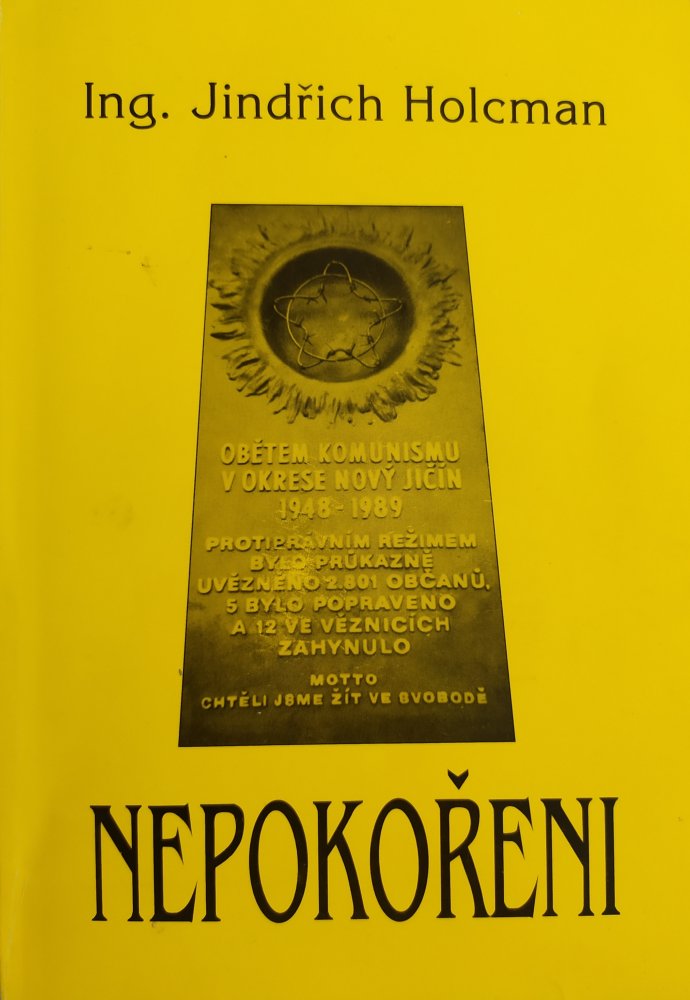 Ing. Jindřich Holcman
OBĚTEM KOMUNISMU
V OKRESE NOVÝ JIČÍN
1948-1989
PROTIPRÁVNÍM REŽIMEM
BYLO PRŮKAZNĚ
UVĚZNĚNO 2.801 OBČANŮ,
5 BYLO POPRAVENO
A 12 VE VĚZNICÍCH
ZAHYNULO
MOTTO
CHTĚLI JSME ŽÍT VE SVOBODĚ
NEPOKOŘENI